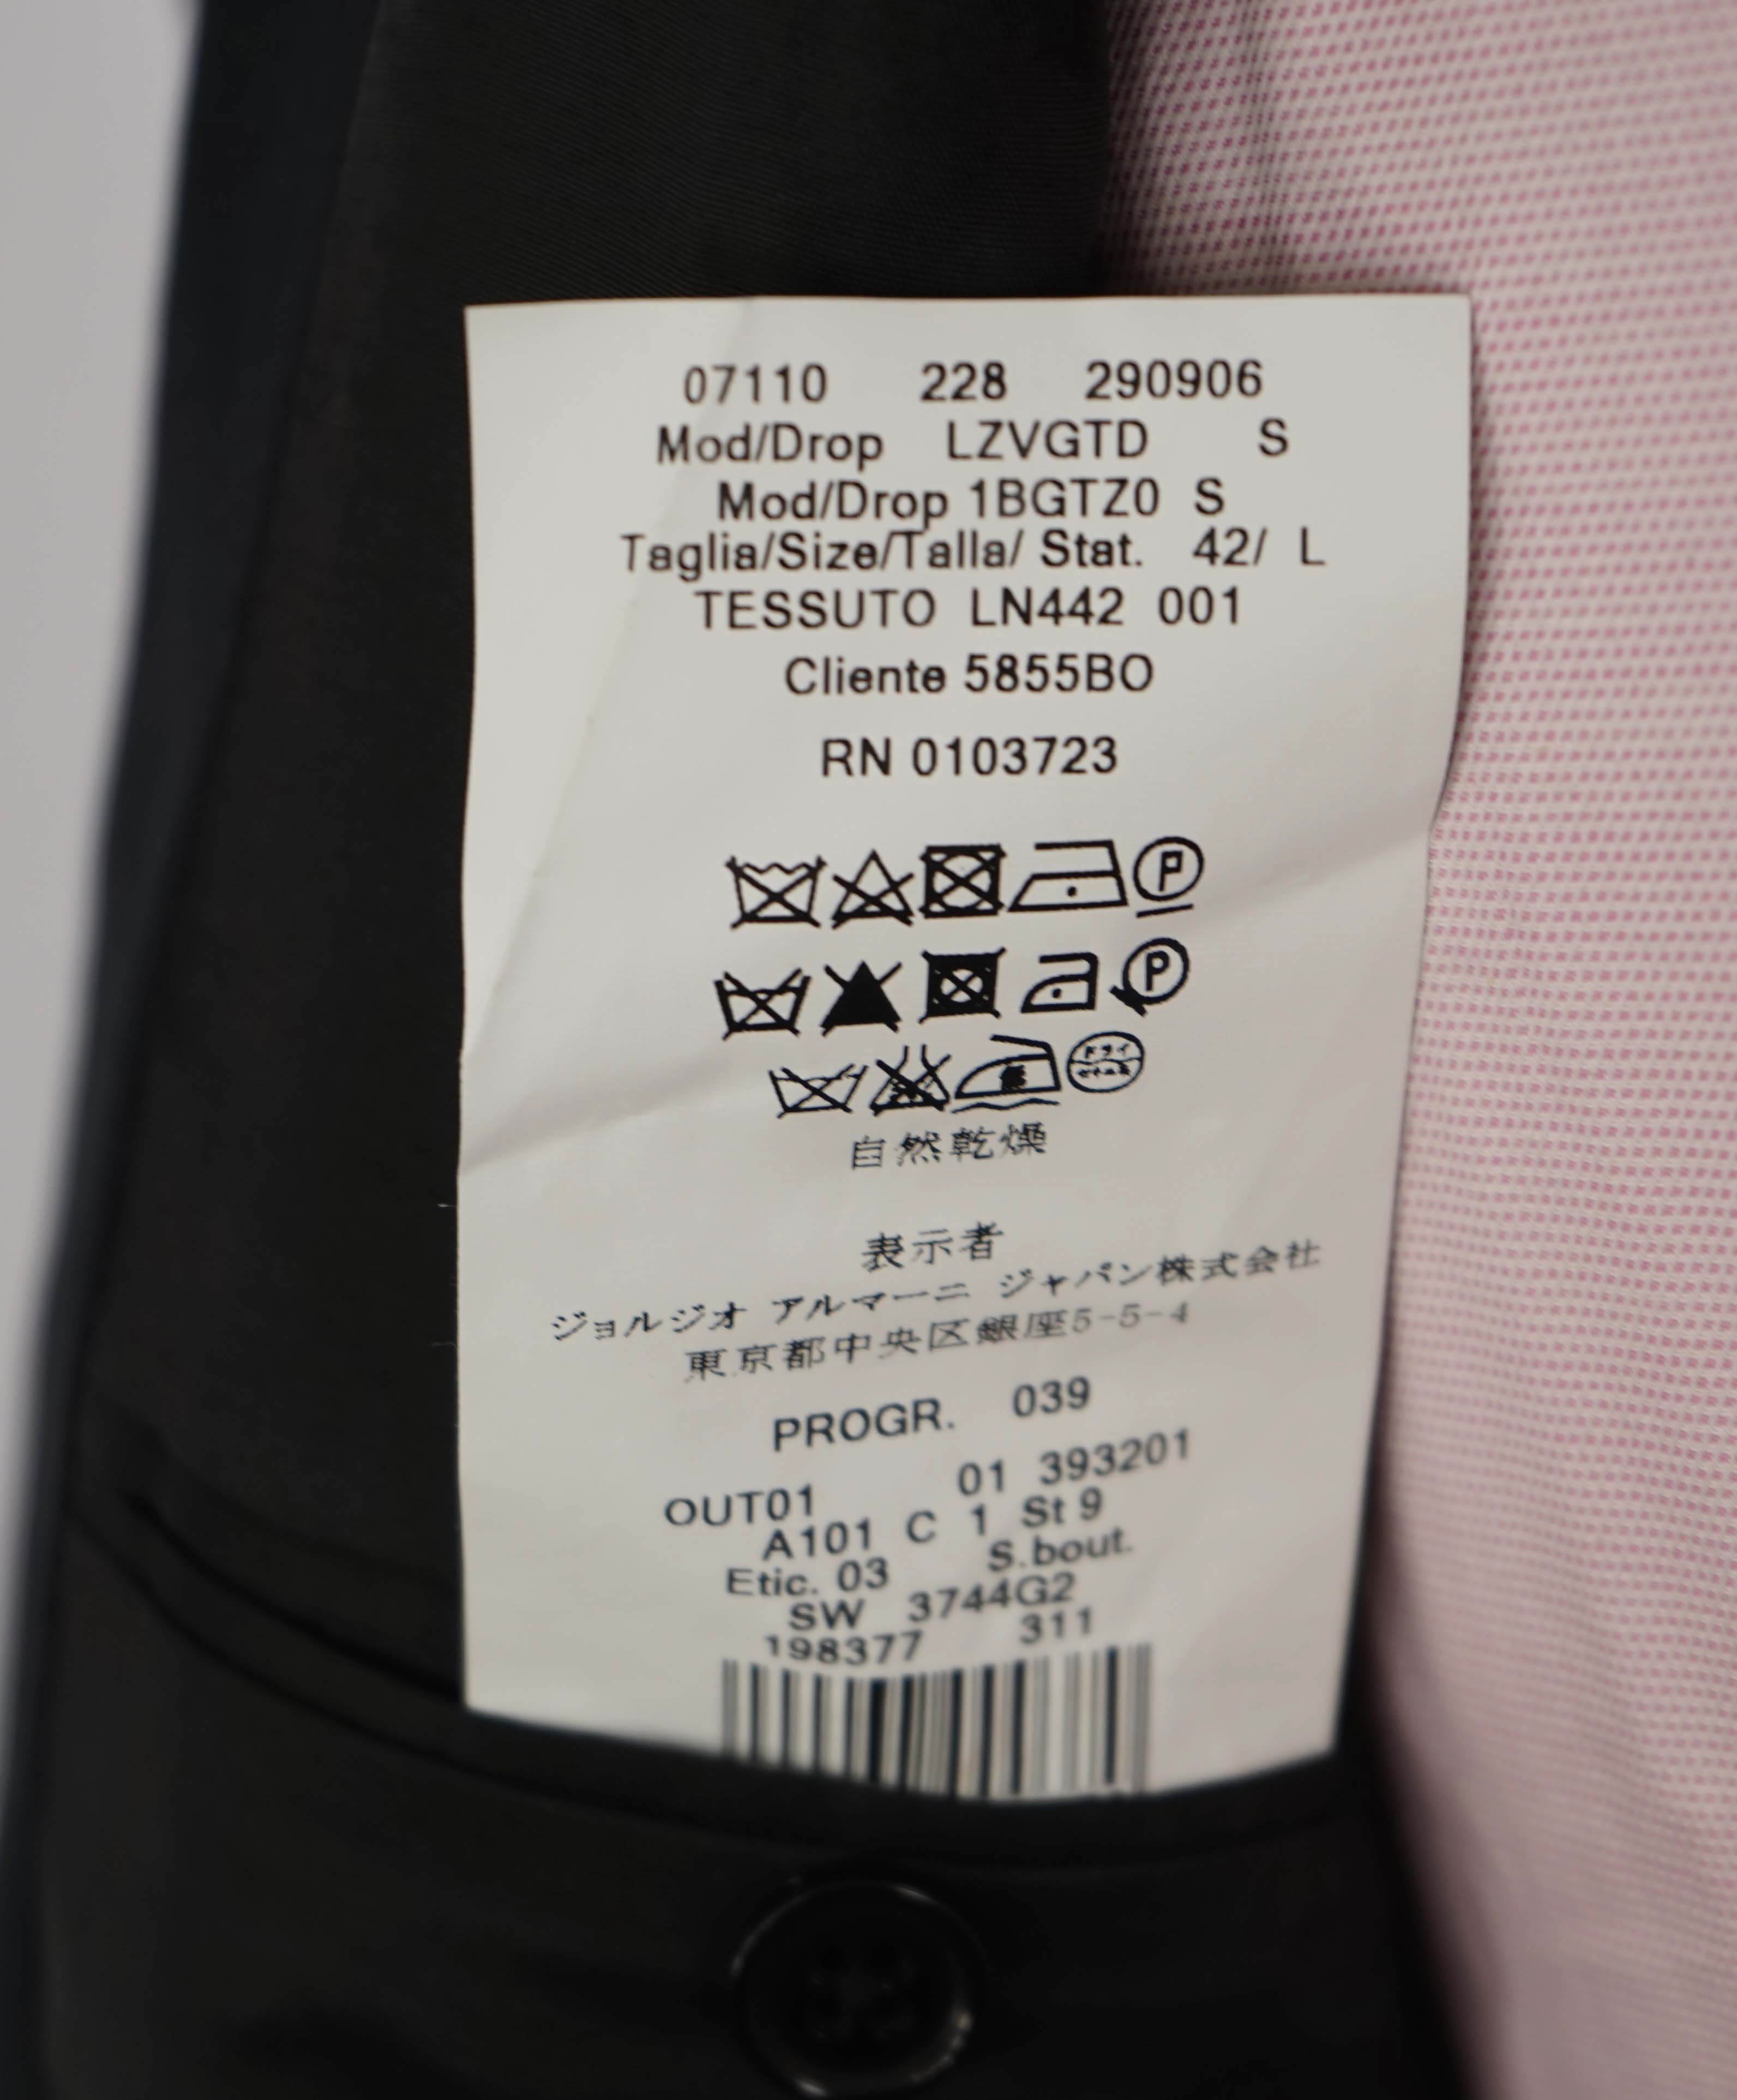 07110 228 290906
Mod/Drop LZVGTD S
Mod/Drop 1BGTZ0 S
Taglia/Size/Talla/ Stat. 42/ L
TESSUTO LN442 001
Cliente 5855BO
RN 0103723
P
P
ドライ
自然乾燥
表示者
ジョルジオ アルマーニ ジャパン株式会社
東京都中央区銀座5-5-4
PROGR. 039
OUT01 01 393201
A101 C 1 St 9
Etic. 03 S.bout.
SW 3744G2
198377 311